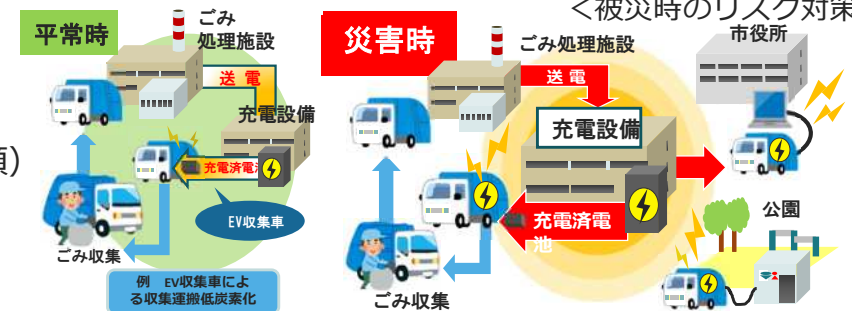 <被災時のリスク対策
平常時
ごみ
処理施設
送 電
充電設備
充電済電
EV収集車
ごみ収集
例 EV収集車によ
る収集運搬低炭素化
災害時
ごみ処理施設
送 電
充電設備
充電済電
池
ごみ収集
市役所
公園